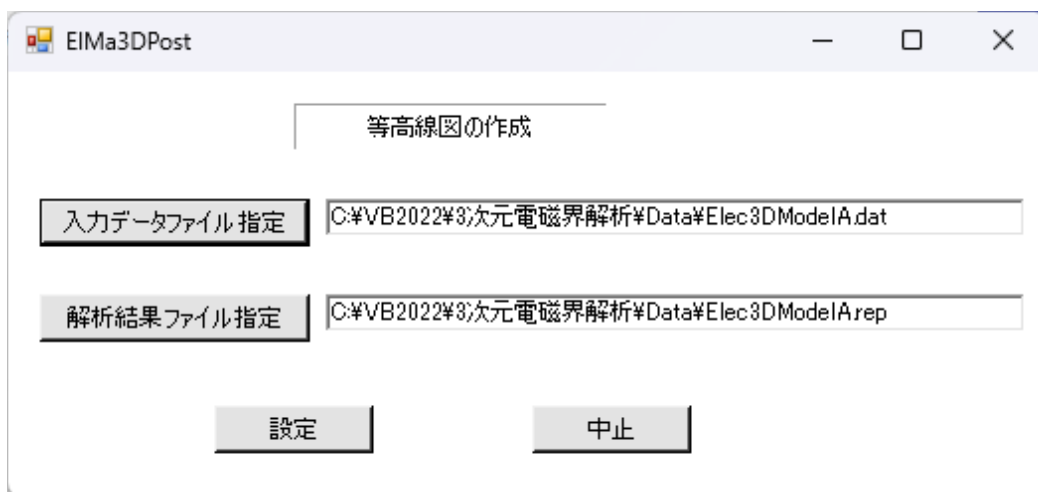 ElMa3DPost
等高線図の作成
入力データファイル指定 C:¥VB2022¥3次元電磁界解析¥Data¥Elec3DModelA.dat
解析結果ファイル指定 C:¥VB2022¥3次元電磁界解析¥Data¥Elec3DModelA.rep
設定 中止